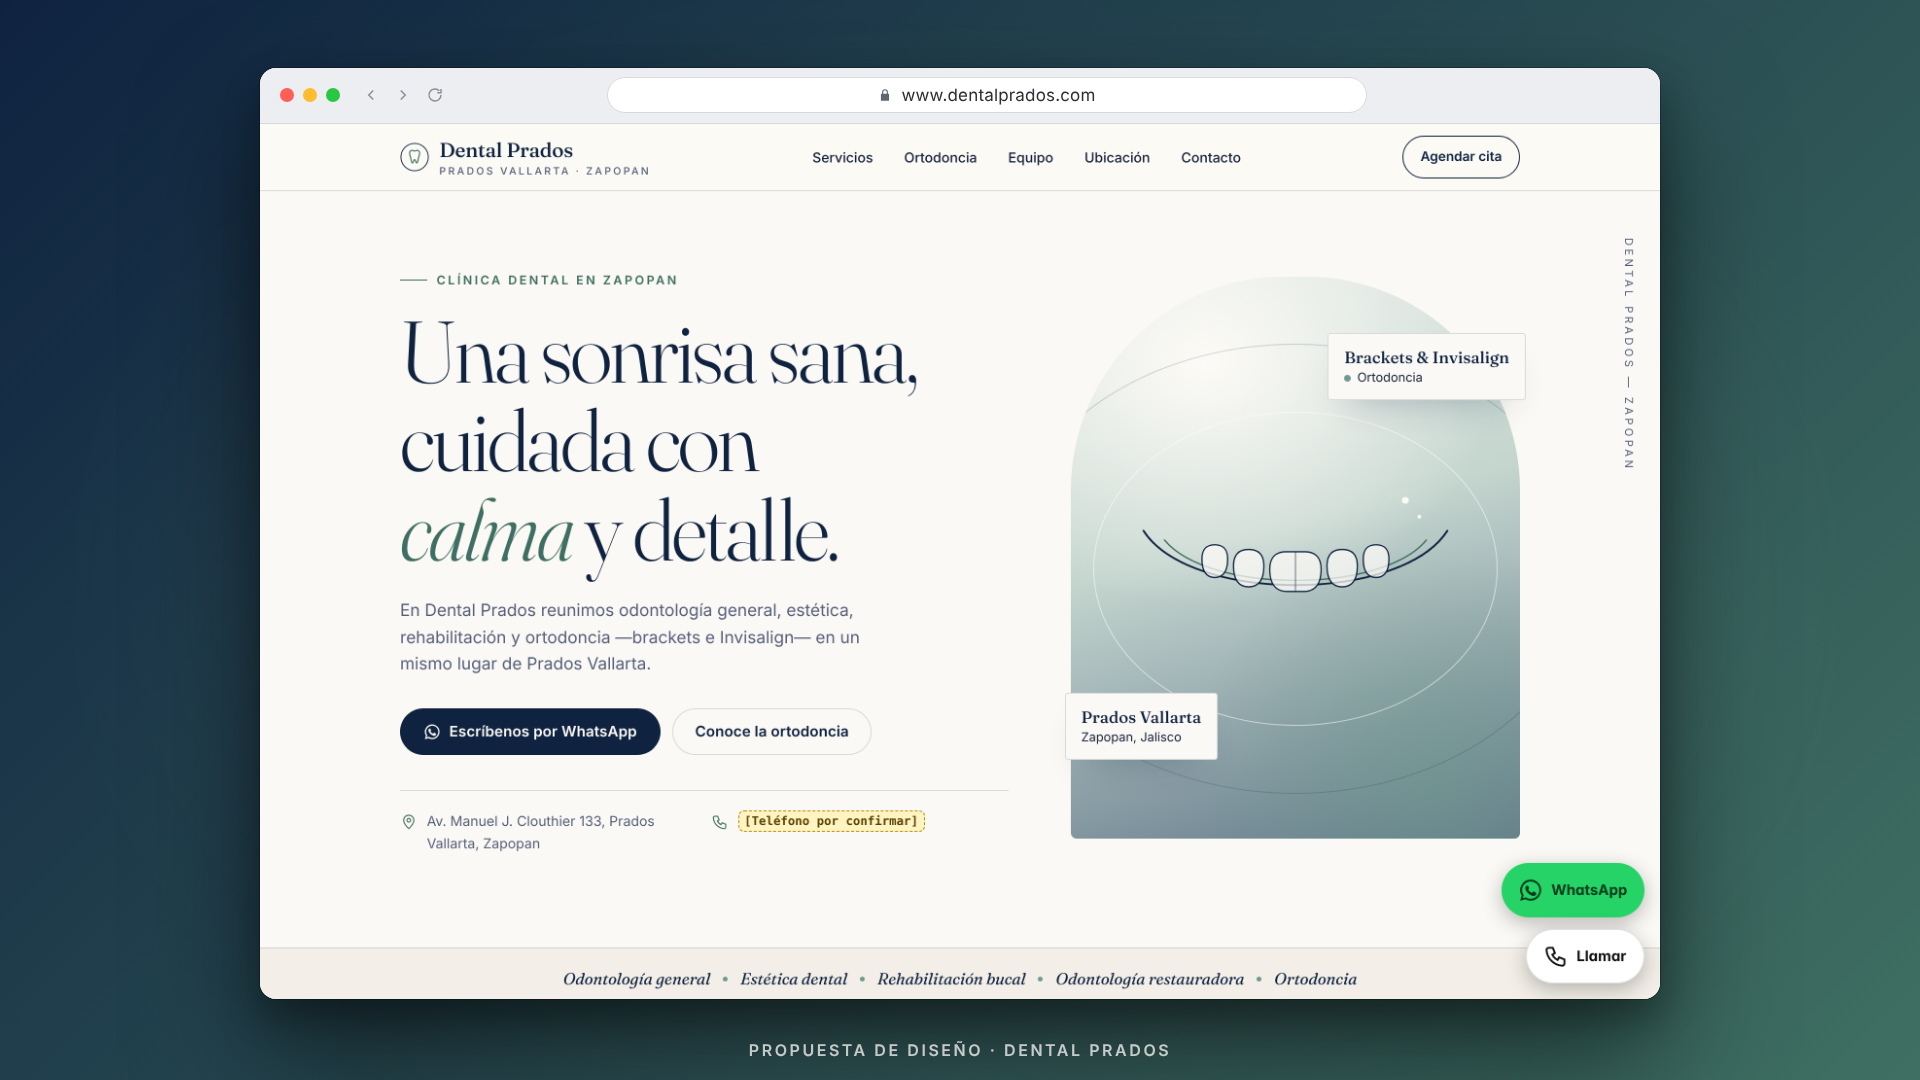 www.dentalprados.com
Dental Prados
PRADOS VALLARTA · ZAPOPAN
Servicios
Ortodoncia
Equipo
Ubicación
Contacto
Agendar cita
DENTAL PRADOS — ZAPOPAN
CLÍNICA DENTAL EN ZAPOPAN
Una sonrisa sana,
cuidada con
calma y detalle.
En Dental Prados reunimos odontología general, estética,
rehabilitación y ortodoncia —brackets e Invisalign— en un
mismo lugar de Prados Vallarta.
Escríbenos por WhatsApp
Conoce la ortodoncia
Av. Manuel J. Clouthier 133, Prados
Vallarta, Zapopan
[Teléfono por confirmar]
Brackets & Invisalign
Ortodoncia
Prados Vallarta
Zapopan, Jalisco
WhatsApp
Llamar
Odontología general • Estética dental • Rehabilitación bucal • Odontología restauradora • Ortodoncia
PROPUESTA DE DISEÑO · DENTAL PRADOS